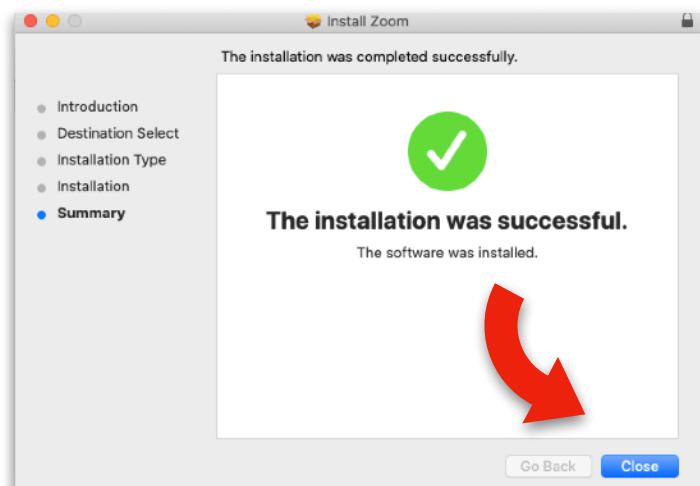 Install Zoom
The installation was completed successfully.
Introduction
Destination Select
Installation Type
Installation
Summary
The installation was successful.
The software was installed.
Go Back
Close